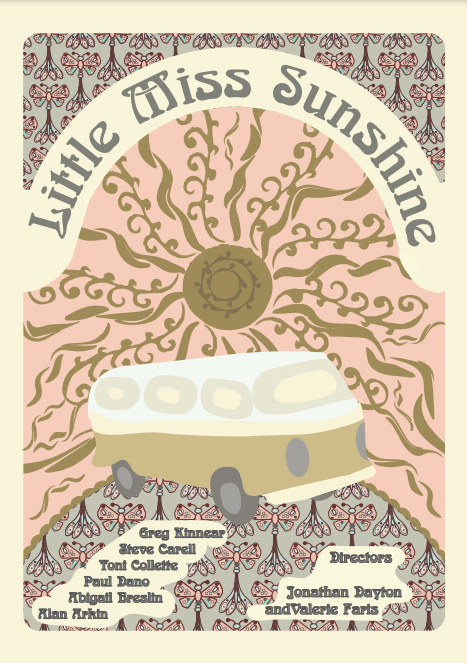 Little Miss Sunshine
Greg Kinnear
Steve Carell
Toni Collette
Paul Dano
Abigail Breslin
Alan Arkin
Directors
Jonathan Dayton
andValerie Faris